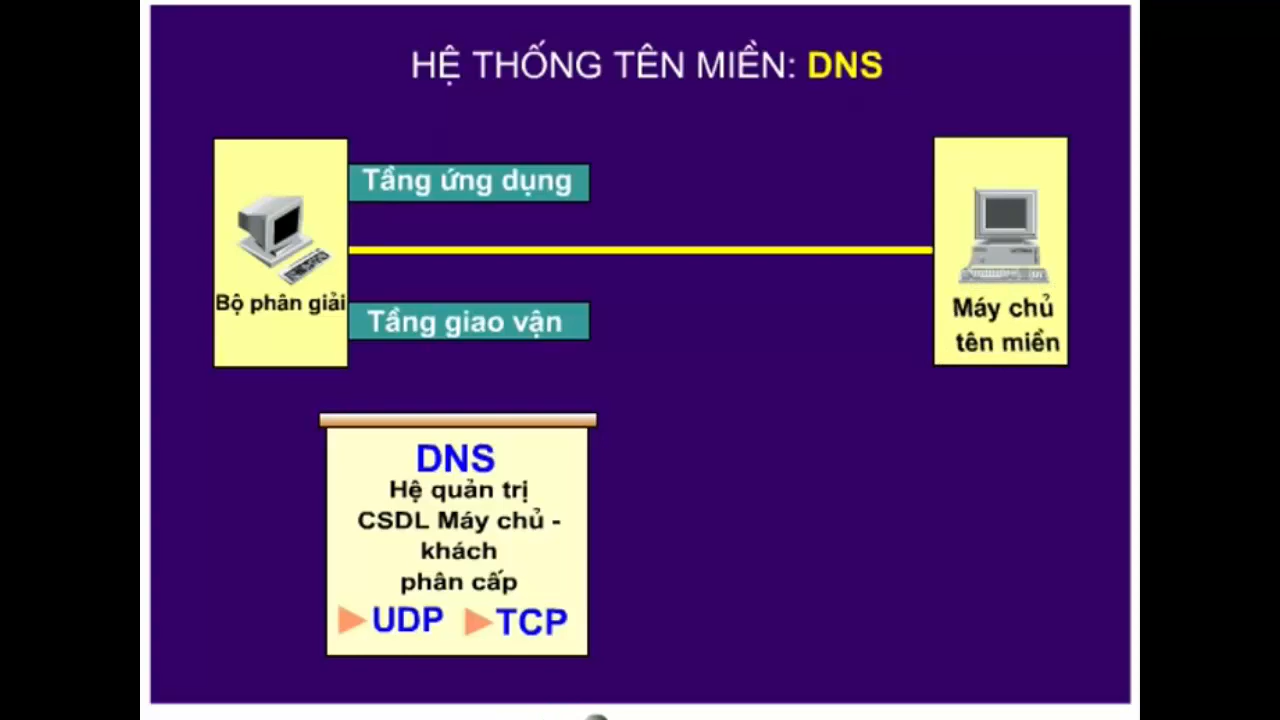 HỆ THỐNG TÊN MIỀN: DNS
Tầng ứng dụng
Bộ phân giải
Tầng giao vận
Máy chủ
tên miền
DNS
Hệ quản trị
CSDL Máy chủ -
khách
phân cấp
UDP TCP